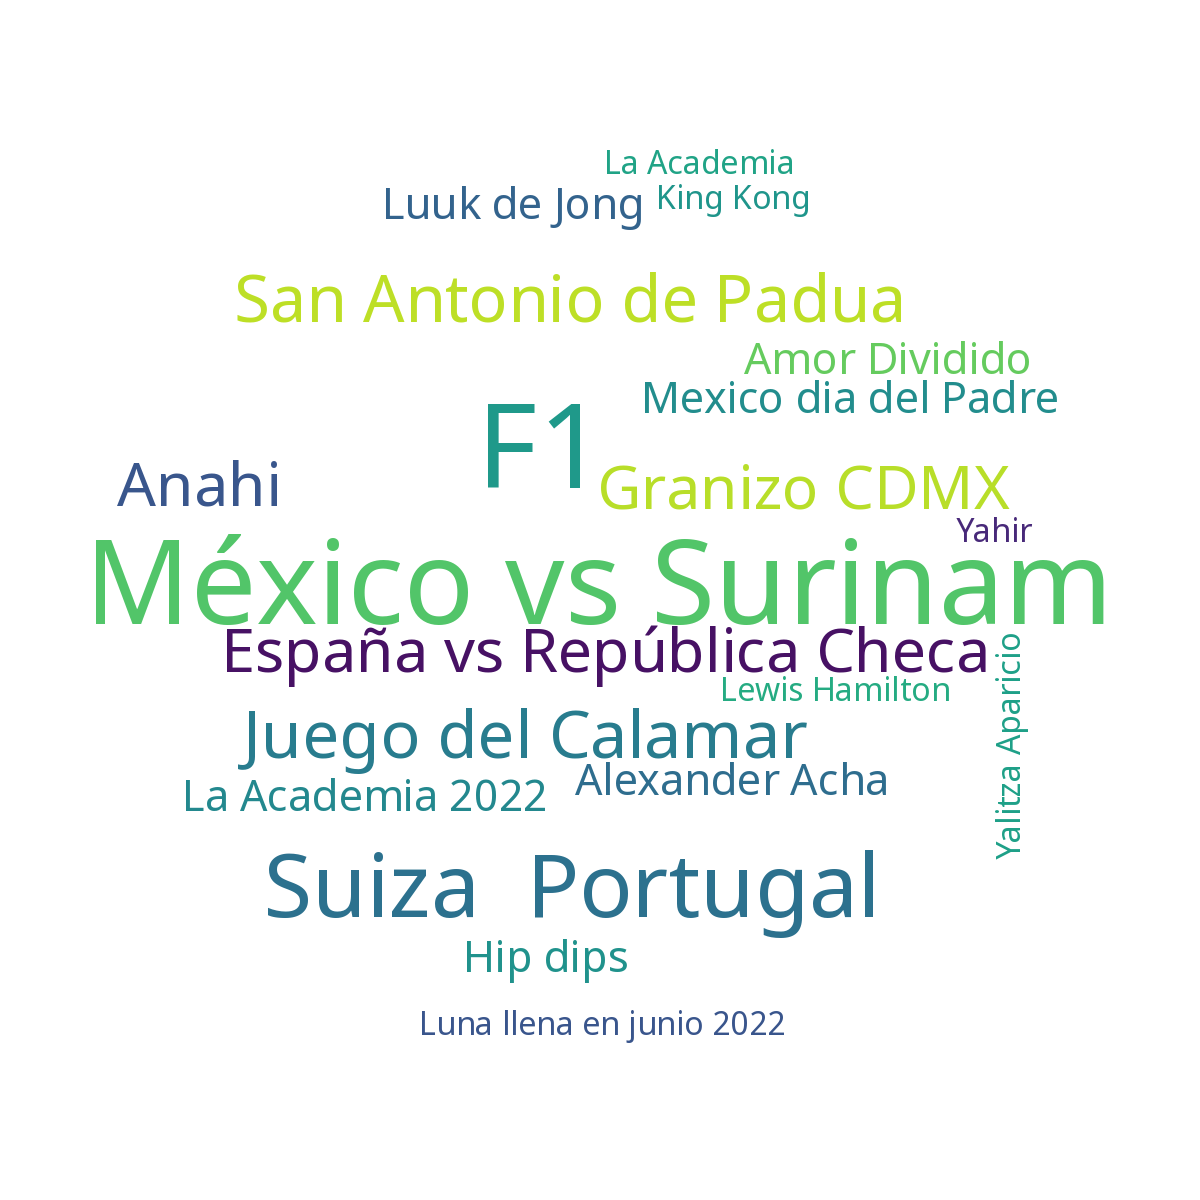 La Academia
King Kong
Luuk de Jong
San Antonio de Padua
Amor Dividido
Mexico dia del Padre
F1
Anahi
Granizo CDMX
Yahir
México vs Surinam
España vs República Checa
Lewis Hamilton
Yalitza Aparicio
Juego del Calamar
Alexander Acha
La Academia 2022
Suiza  Portugal
Hip dips
Luna llena en junio 2022